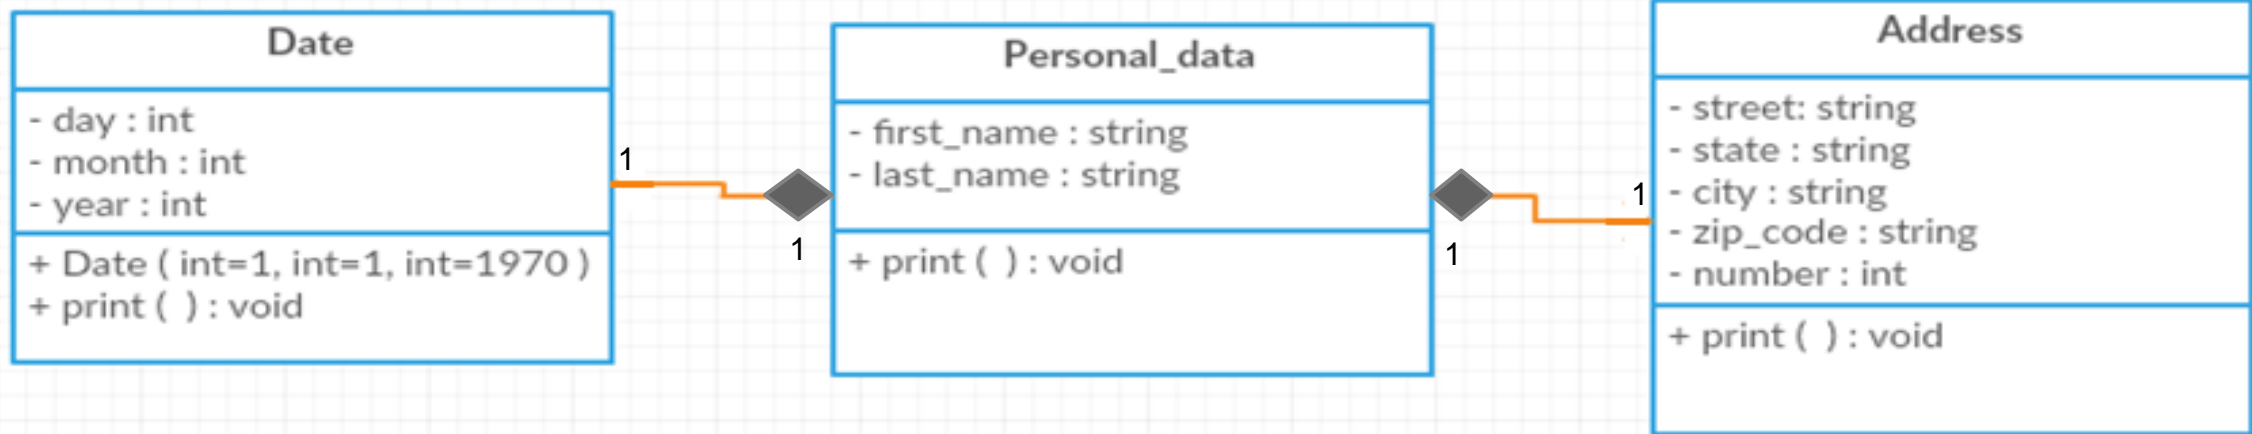 Date
- day : int
- month : int
- year : int
+ Date ( int=1, int=1, int=1970 )
+ print (  ) : void
1
1
Personal_data
- first_name : string
- last_name : string
+ print (  ) : void
1
1
Address
- street: string
- state : string
- city : string
- zip_code : string
- number : int
+ print (  ) : void